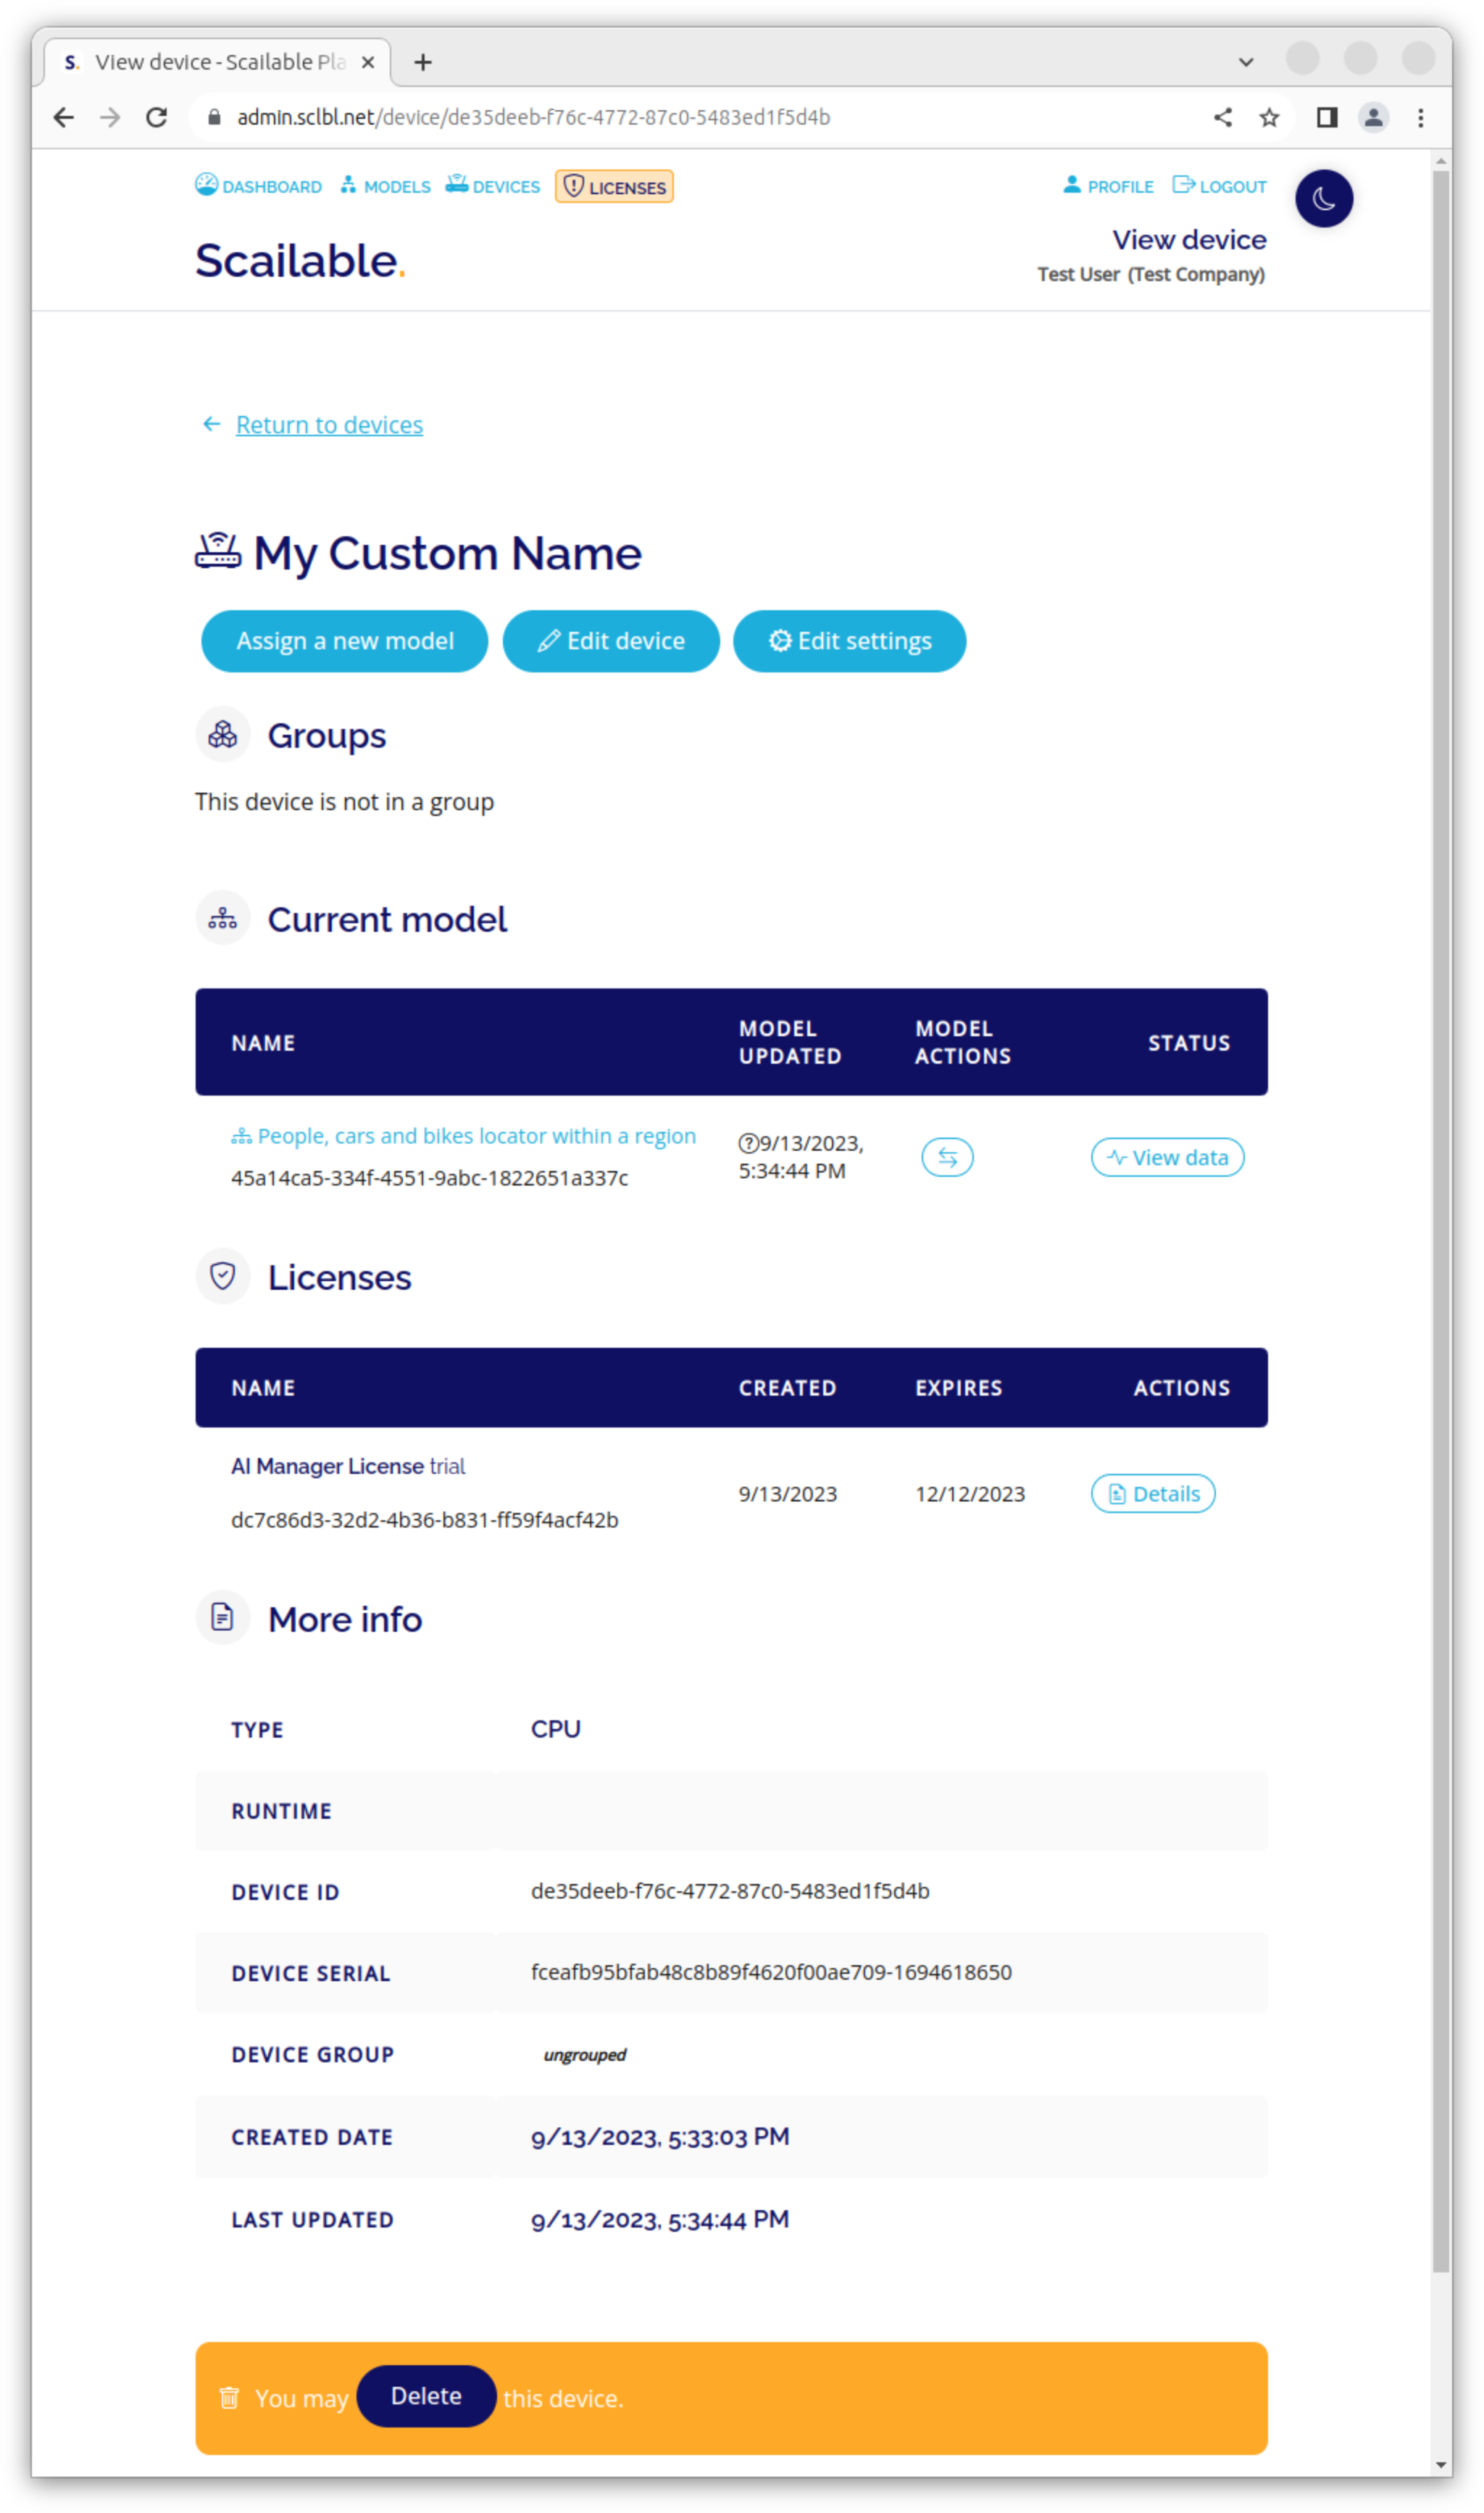 S. View device - Scailable Pla
admin.sclbl.net/device/de35deeb-f76c-4772-87c0-5483ed1f5d4b
DASHBOARD MODELS DEVICES LICENSES PROFILE LOGOUT
Scailable.
View device
Test User (Test Company)
Return to devices
My Custom Name
Assign a new model Edit device Edit settings
Groups
This device is not in a group
Current model
NAME MODEL UPDATED MODEL ACTIONS STATUS
People, cars and bikes locator within a region
45a14ca5-334f-4551-9abc-1822651a337c
9/13/2023,
5:34:44 PM
View data
Licenses
NAME CREATED EXPIRES ACTIONS
AI Manager License trial
dc7c86d3-32d2-4b36-b831-ff59f4acf42b
9/13/2023 12/12/2023 Details
More info
TYPE CPU
RUNTIME
DEVICE ID de35deeb-f76c-4772-87c0-5483ed1f5d4b
DEVICE SERIAL fceafb95bfab48c8b89f4620f00ae709-1694618650
DEVICE GROUP ungrouped
CREATED DATE 9/13/2023, 5:33:03 PM
LAST UPDATED 9/13/2023, 5:34:44 PM
You may Delete this device.